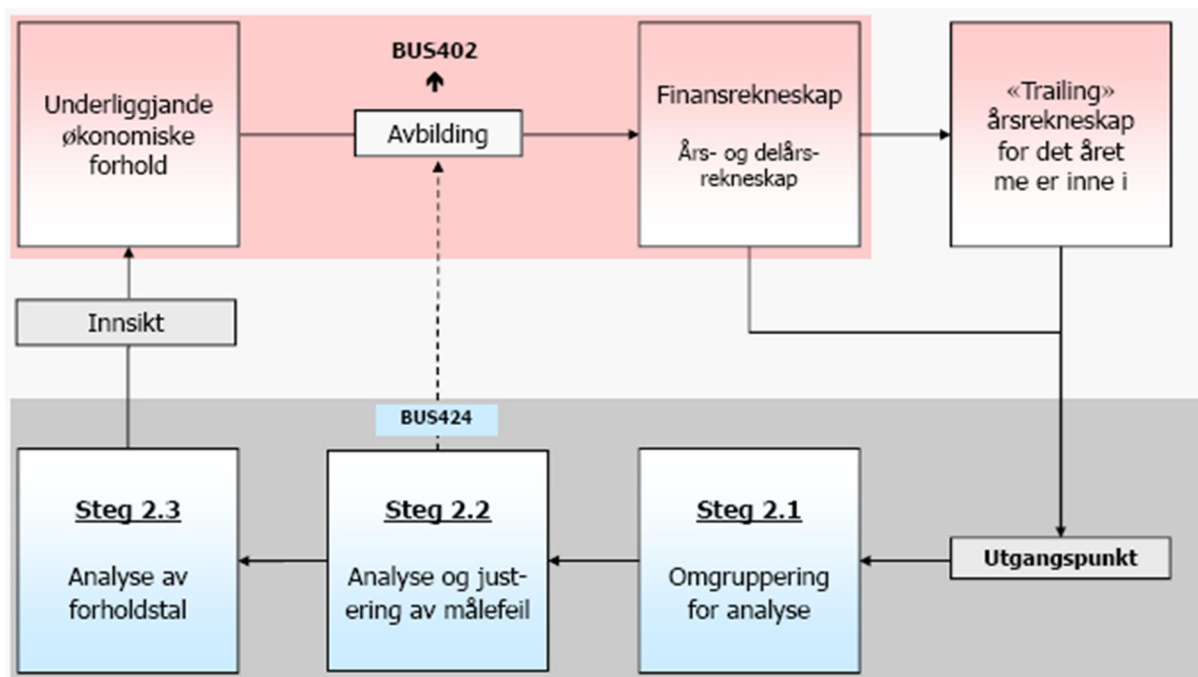 Underliggjande
økonomiske
forhold
BUS402
Avbilding
Finansrekneskap
Års- og delårs-
rekneskap
«Trailing»
årsrekneskap
for det året
me er inne i
Innsikt
BUS424
Steg 2.3
Analyse av
forholdstal
Steg 2.2
Analyse og just-
ering av målefeil
Steg 2.1
Omgruppering
for analyse
Utgangspunkt